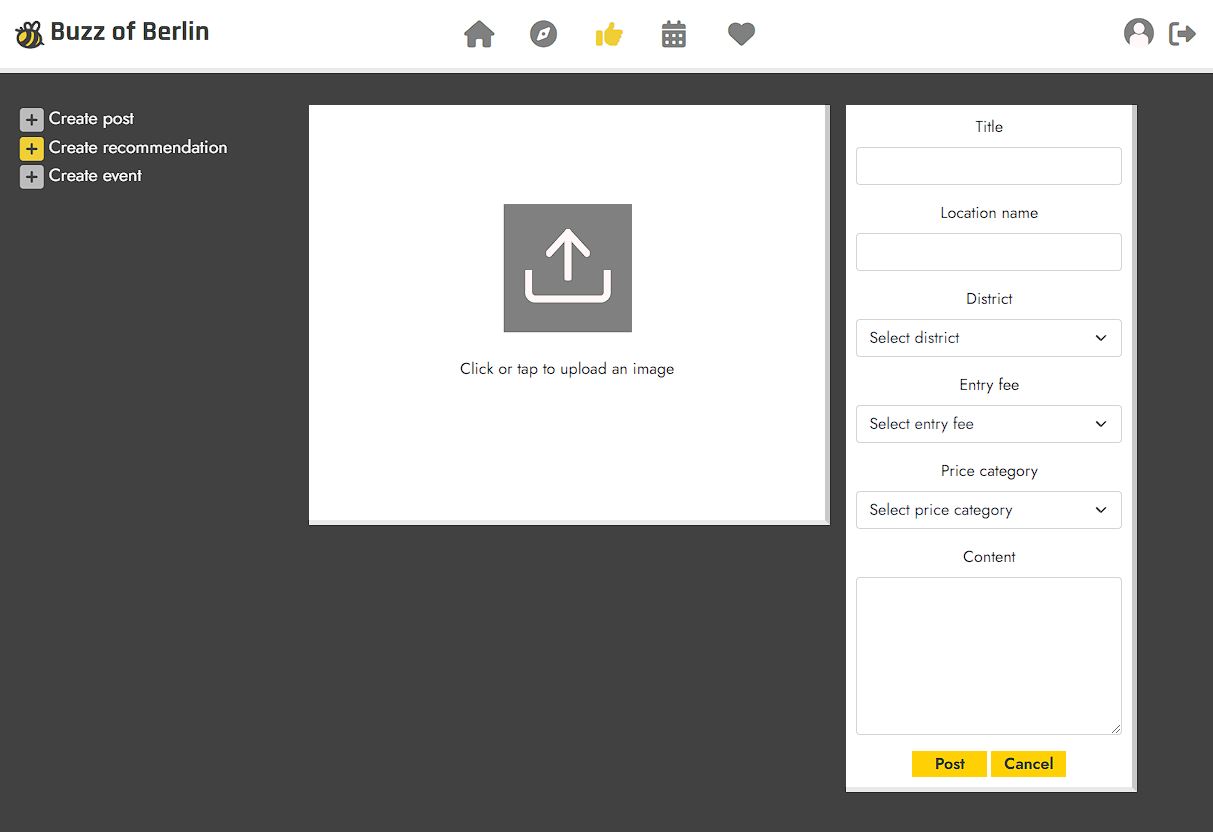 Buzz of Berlin
Create post
Create recommendation
Create event
Click or tap to upload an image
Title
Location name
District
Select district
Entry fee
Select entry fee
Price category
Select price category
Content
Post
Cancel